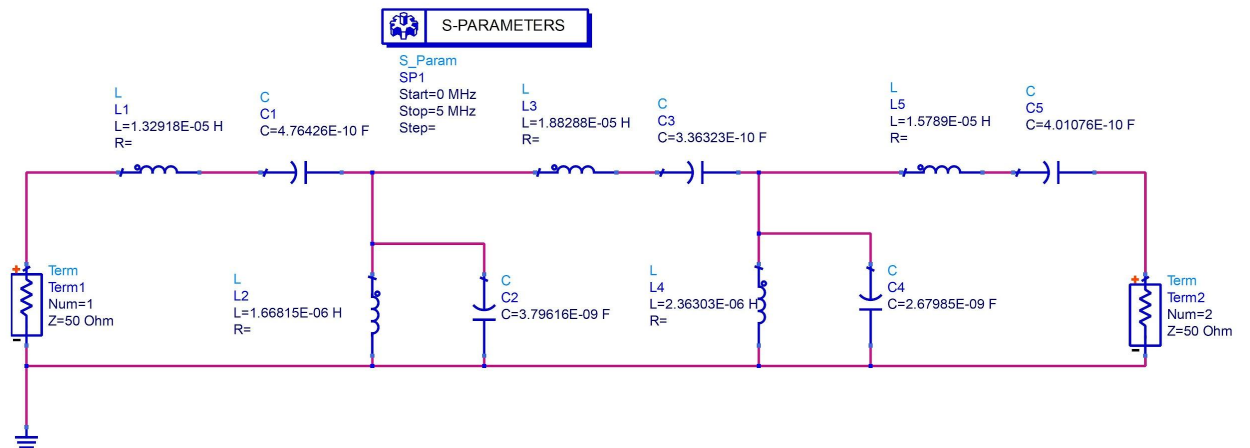 S-PARAMETERS
S_Param
SP1
Start=0 MHz
Stop=5 MHz
Step=
L
L1
L=1.32918E-05 H
R=
C
C1
C=4.76426E-10 F
L
L3
L=1.88288E-05 H
R=
C
C3
C=3.36323E-10 F
L
L5
L=1.5789E-05 H
R=
C
C5
C=4.01076E-10 F
+
Term
Term1
Num=1
Z=50 Ohm
-
L
L2
L=1.66815E-06 H
R=
C
C2
C=3.79616E-09 F
L
L4
L=2.36303E-06 H
R=
C
C4
C=2.67985E-09 F
+
Term
Term2
Num=2
Z=50 Ohm
-